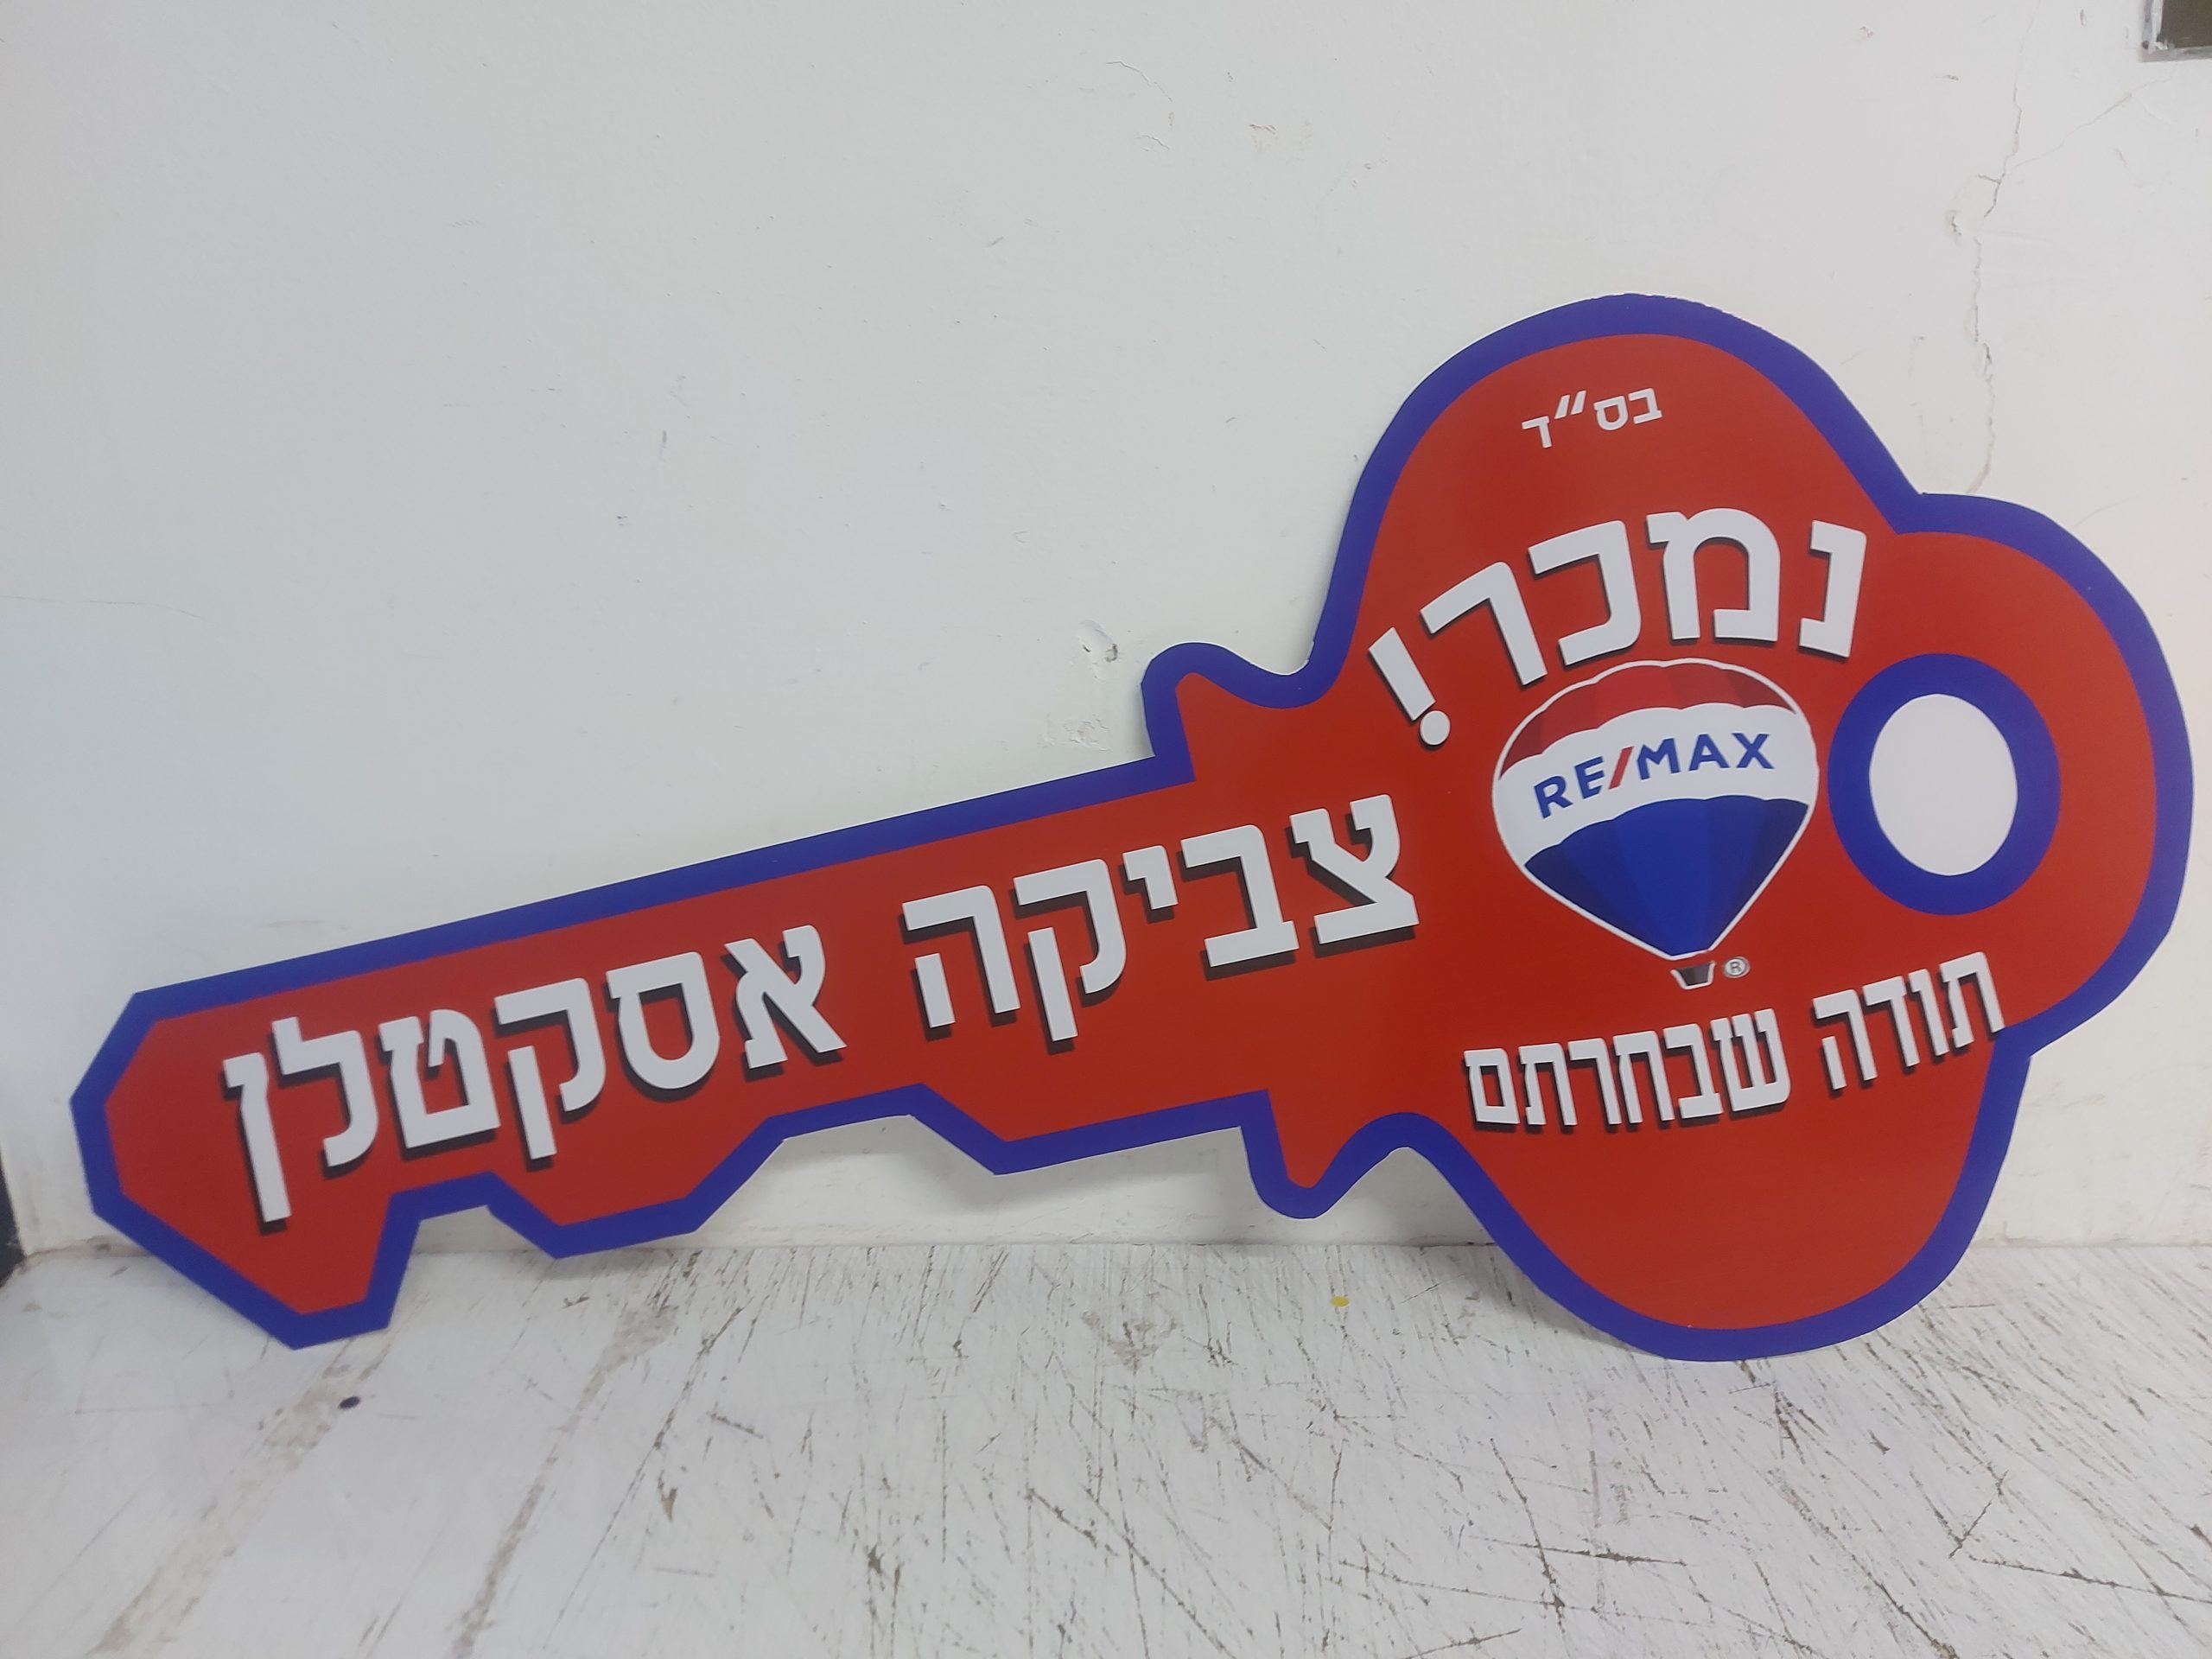 בס״ד
נמכר!
RE/MAX
®
תודה שבחרתם
צביקה אסקטלן